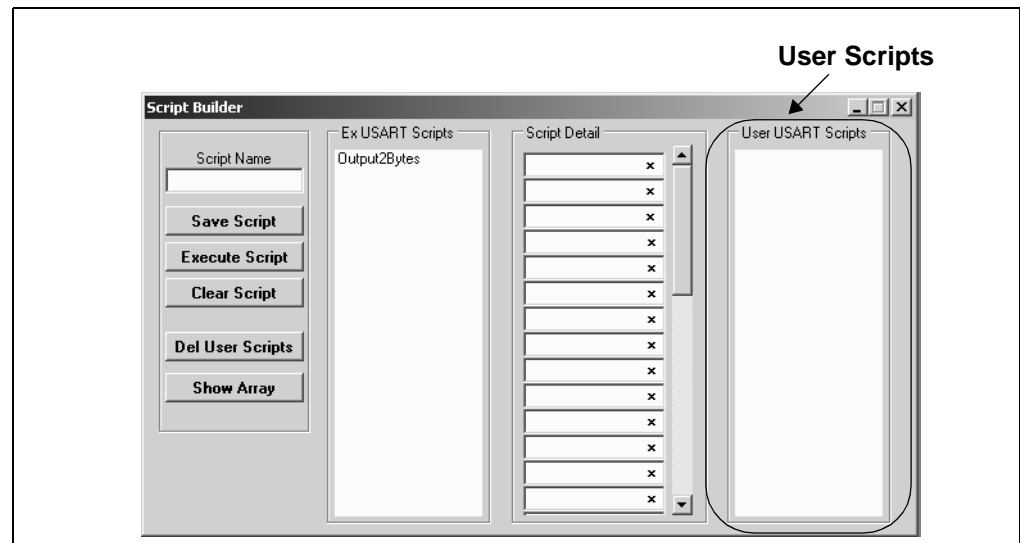 User Scripts
Script Builder
Script Name
Save Script
Execute Script
Clear Script
Del User Scripts
Show Array
Ex USART Scripts
Output2Bytes
Script Detail
x
x
x
x
x
x
x
x
x
x
x
x
x
x
User USART Scripts